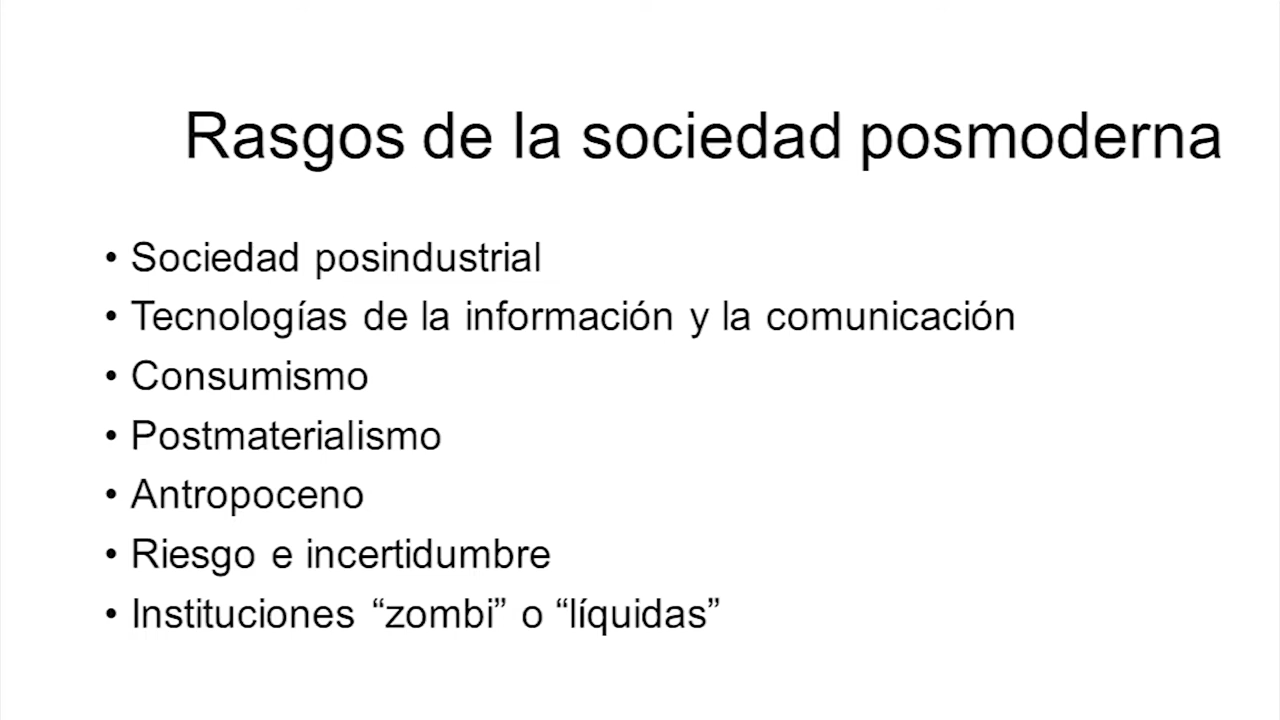 Rasgos de la sociedad posmoderna
• Sociedad posindustrial
• Tecnologías de la información y la comunicación
• Consumismo
• Postmaterialismo
• Antropoceno
• Riesgo e incertidumbre
• Instituciones “zombi” o “líquidas”